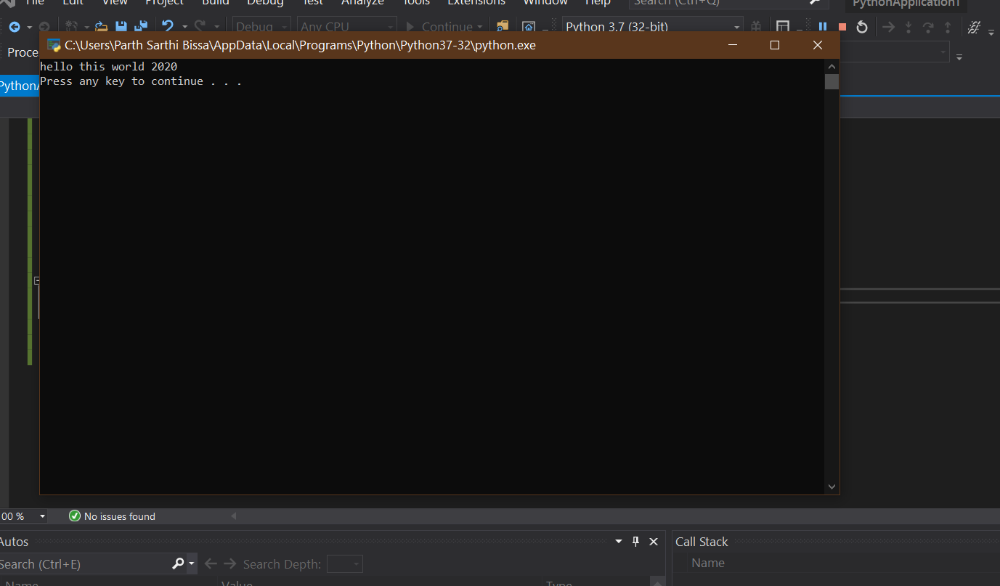 File Edit View Project Build Debug Test Analyze Tools Extensions Window Help Search (Ctrl+Q) PythonApplication1
Debug Any CPU Continue Python 3.7 (32-bit)
Proce
C:\Users\Parth Sarthi Bissa\AppData\Local\Programs\Python\Python37-32\python.exe
hello this world 2020
Press any key to continue . . .
PythonA
00 % No issues found
Autos
Call Stack
Search (Ctrl+E) Search Depth:
Name
Name Value Type